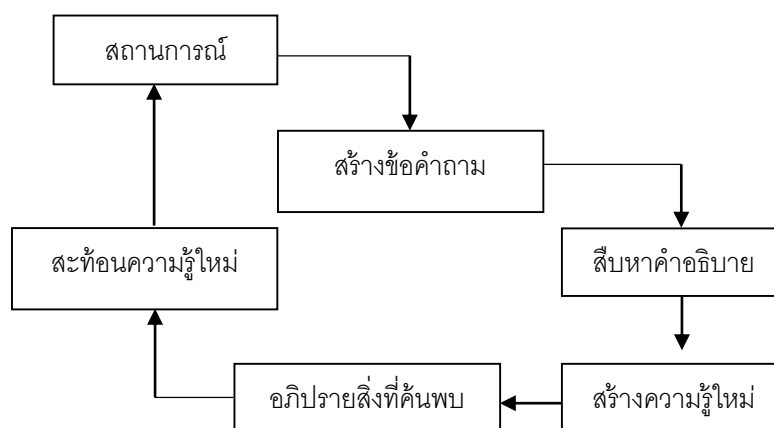 สถานการณ์
สร้างข้อคำถาม
สืบหาคำอธิบาย
สร้างความรู้ใหม่
อภิปรายสิ่งที่ค้นพบ
สะท้อนความรู้ใหม่